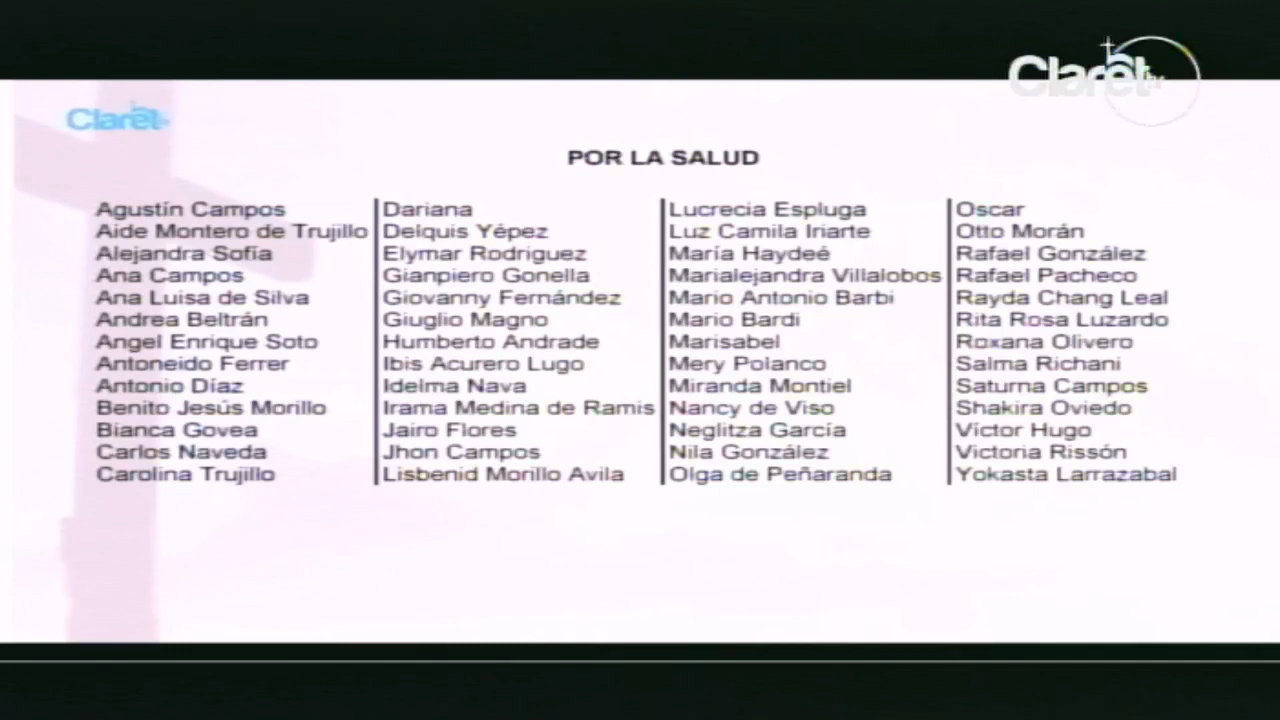 Claret tv
Claret
POR LA SALUD
Agustín Campos
Aide Montero de Trujillo
Alejandra Sofía
Ana Campos
Ana Luisa de Silva
Andrea Beltrán
Angel Enrique Soto
Antoneido Ferrer
Antonio Díaz
Benito Jesús Morillo
Bianca Govea
Carlos Naveda
Carolina Trujillo
Dariana
Delquis Yépez
Elymar Rodriguez
Gianpiero Gonella
Giovanny Fernández
Giuglio Magno
Humberto Andrade
Ibis Acurero Lugo
Idelma Nava
Irama Medina de Ramis
Jairo Flores
Jhon Campos
Lisbenid Morillo Avila
Lucrecia Espluga
Luz Camila Iriarte
María Haydeé
Marialejandra Villalobos
Mario Antonio Barbi
Mario Bardi
Marisabel
Mery Polanco
Miranda Montiel
Nancy de Viso
Neglitza García
Nila González
Olga de Peñaranda
Oscar
Otto Morán
Rafael González
Rafael Pacheco
Rayda Chang Leal
Rita Rosa Luzardo
Roxana Olivero
Salma Richani
Saturna Campos
Shakira Oviedo
Víctor Hugo
Victoria Rissón
Yokasta Larrazabal